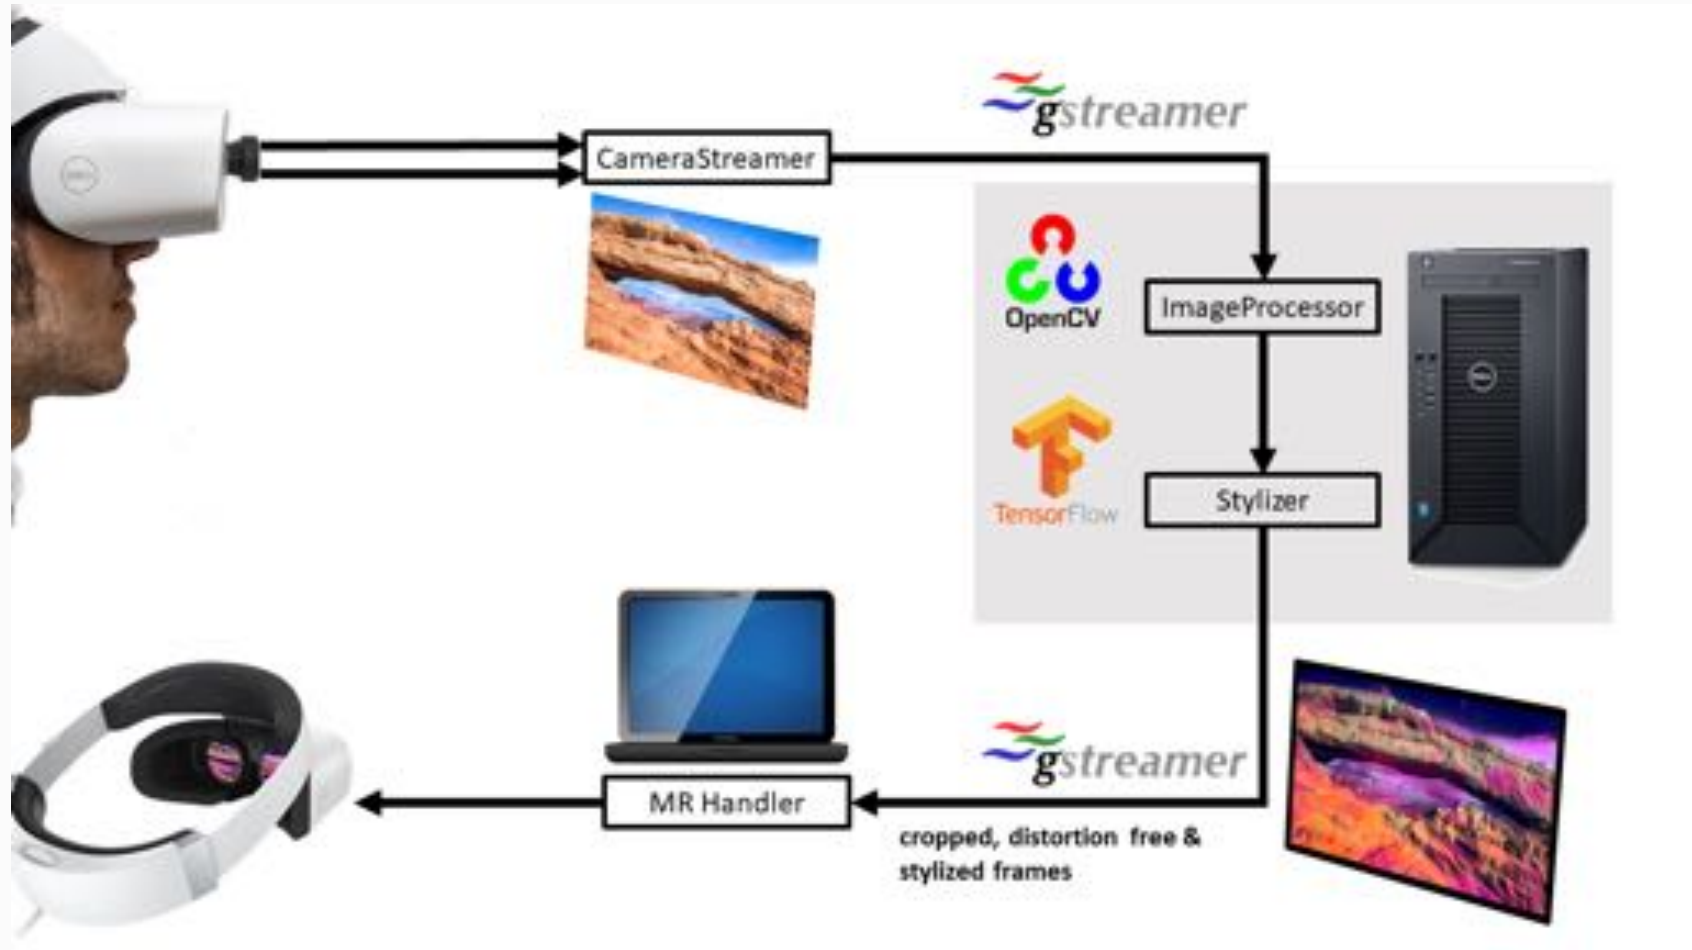 gstreamer
CameraStreamer
OpenCV
ImageProcessor
TensorFlow
Stylizer
gstreamer
MR Handler
cropped, distortion free &
stylized frames